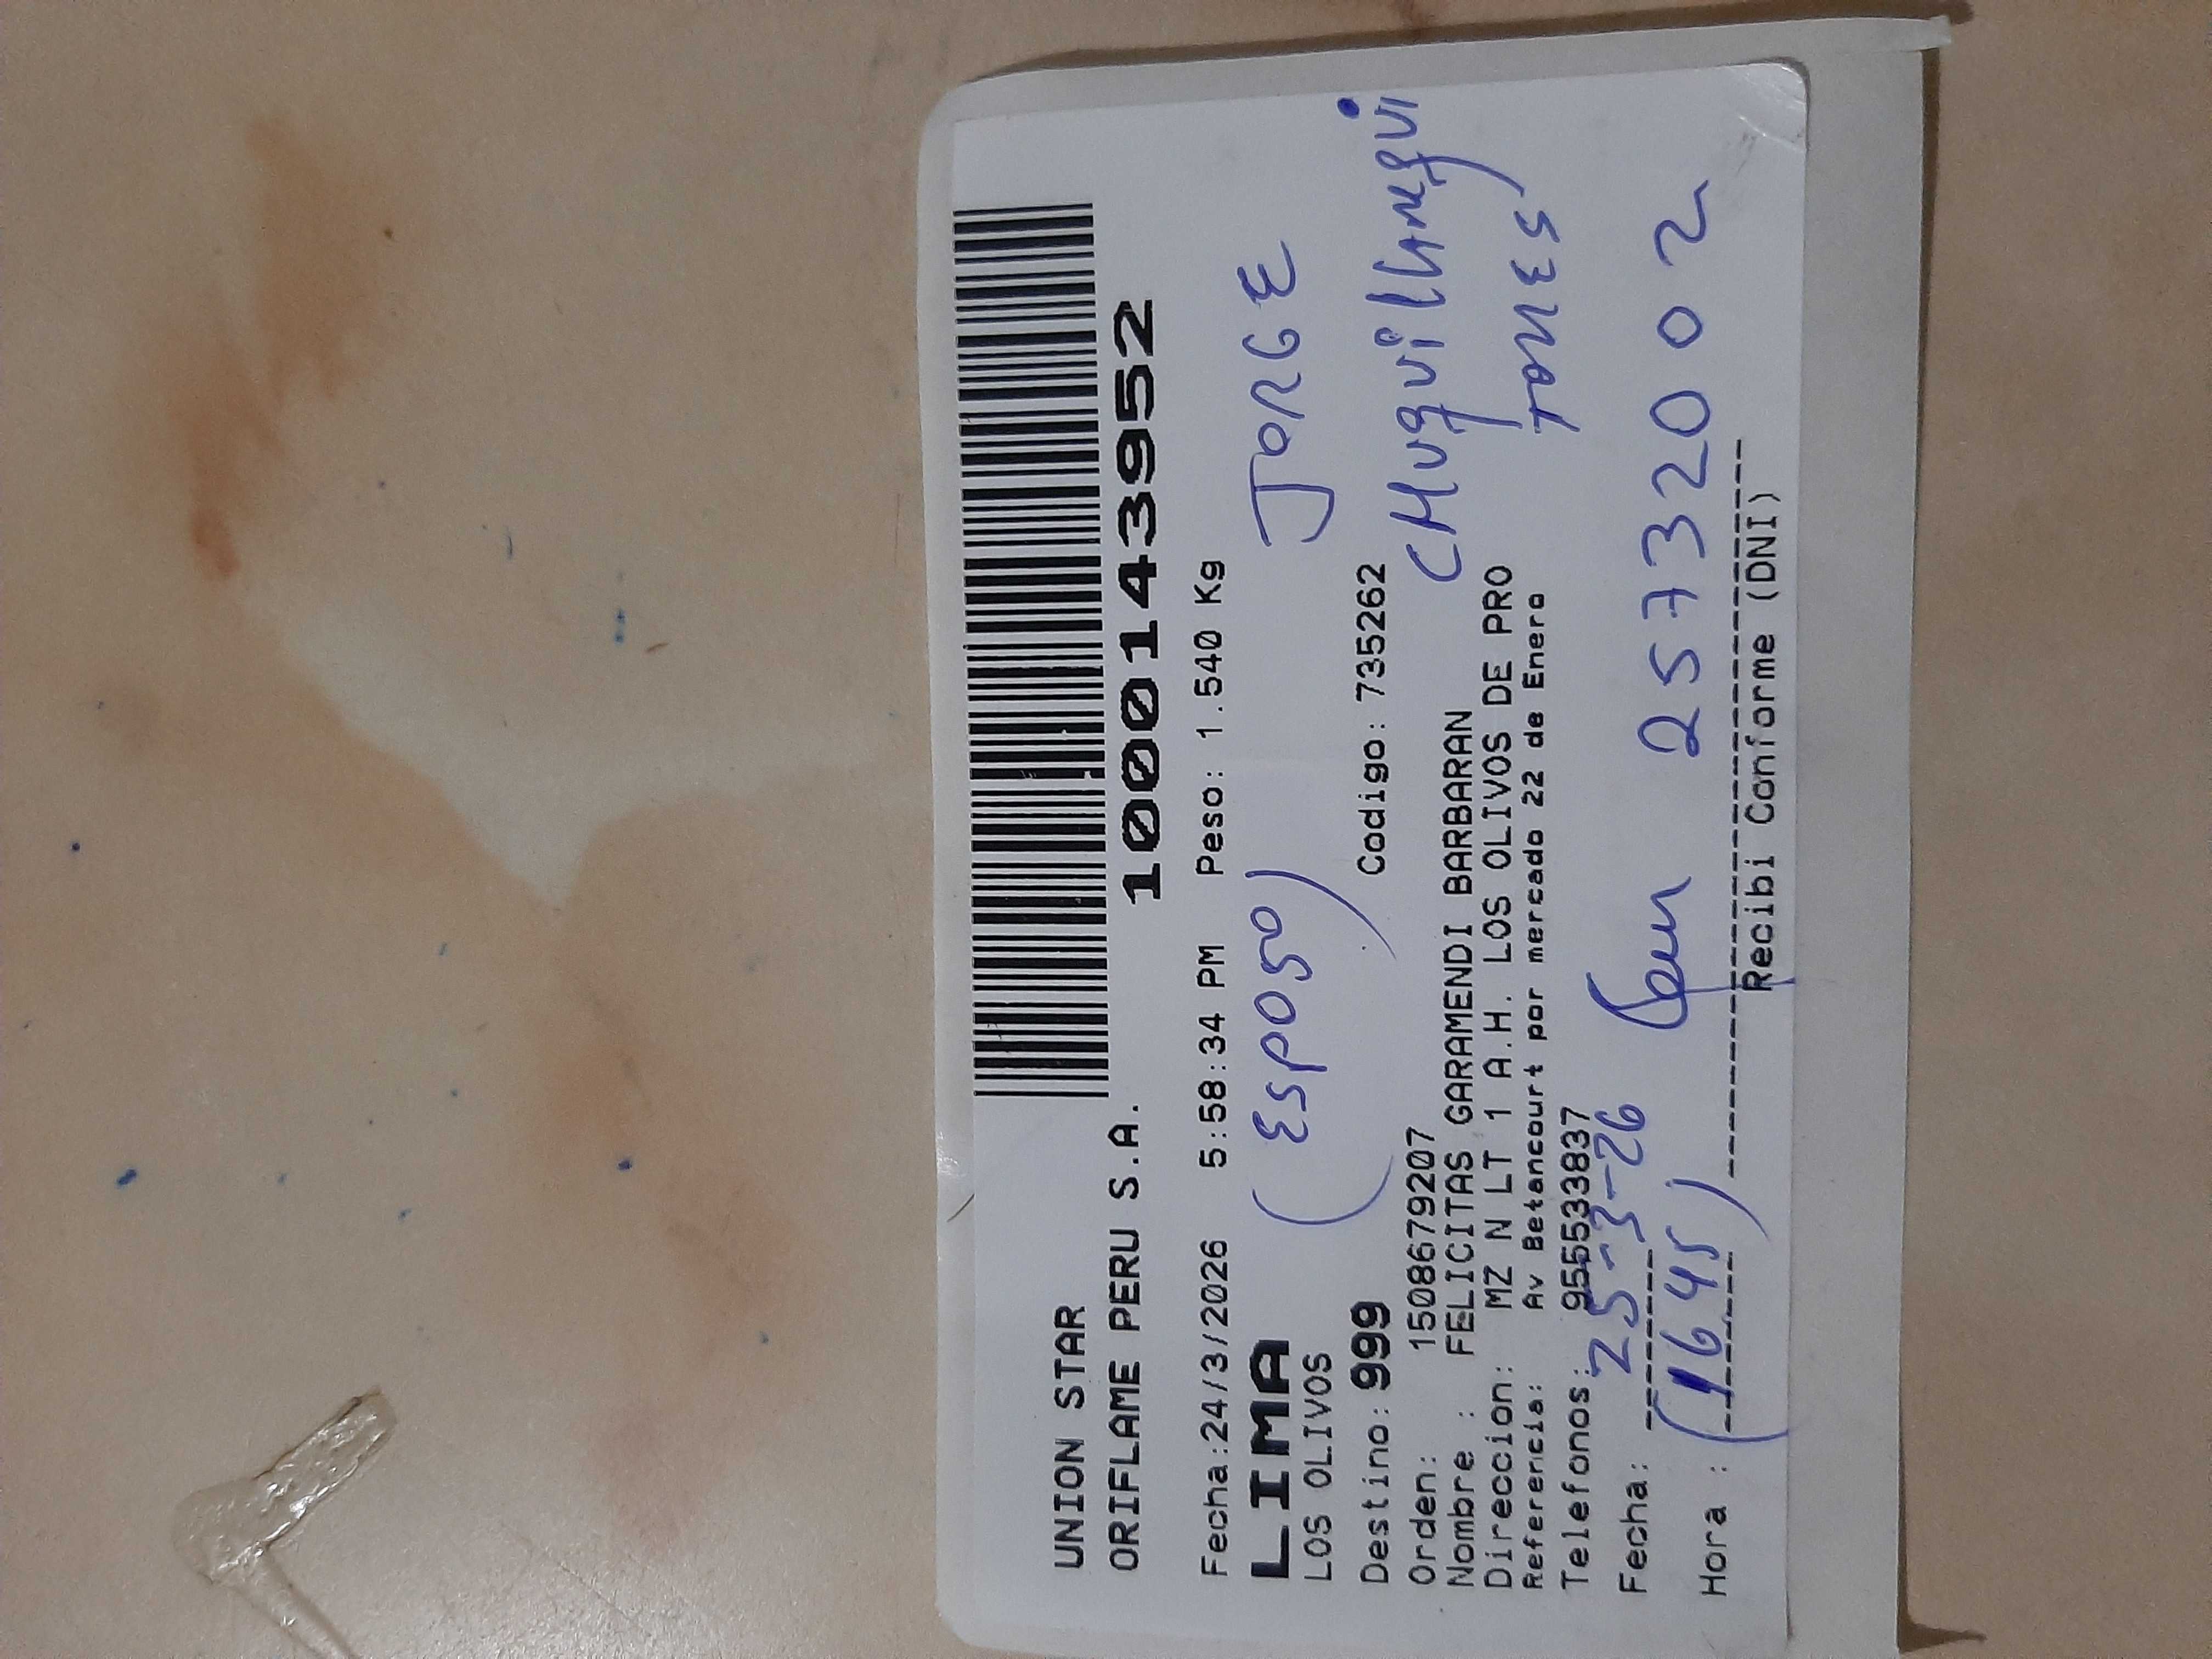 UNION STAR
ORIFLAME PERU S.A.
1000143952
Fecha:24/3/2026 5:58:34 PM Peso: 1.540 Kg
LIMA
(ESPOSO) JORGE
LOS OLIVOS
Destino: 999 Codigo: 735262
CHUQUILLANQUI
Orden: 1508679207
Nombre : FELICITAS GARAMENDI BARBARAN
Direccion: MZ N LT 1 A.H. LOS OLIVOS DE PRO
Referencia: Av Betancourt por mercado 22 de Enero
Telefonos: 955533837
Fecha: 25-3-26
25732002
Hora : (1645)
Recibi Conforme (DNI)